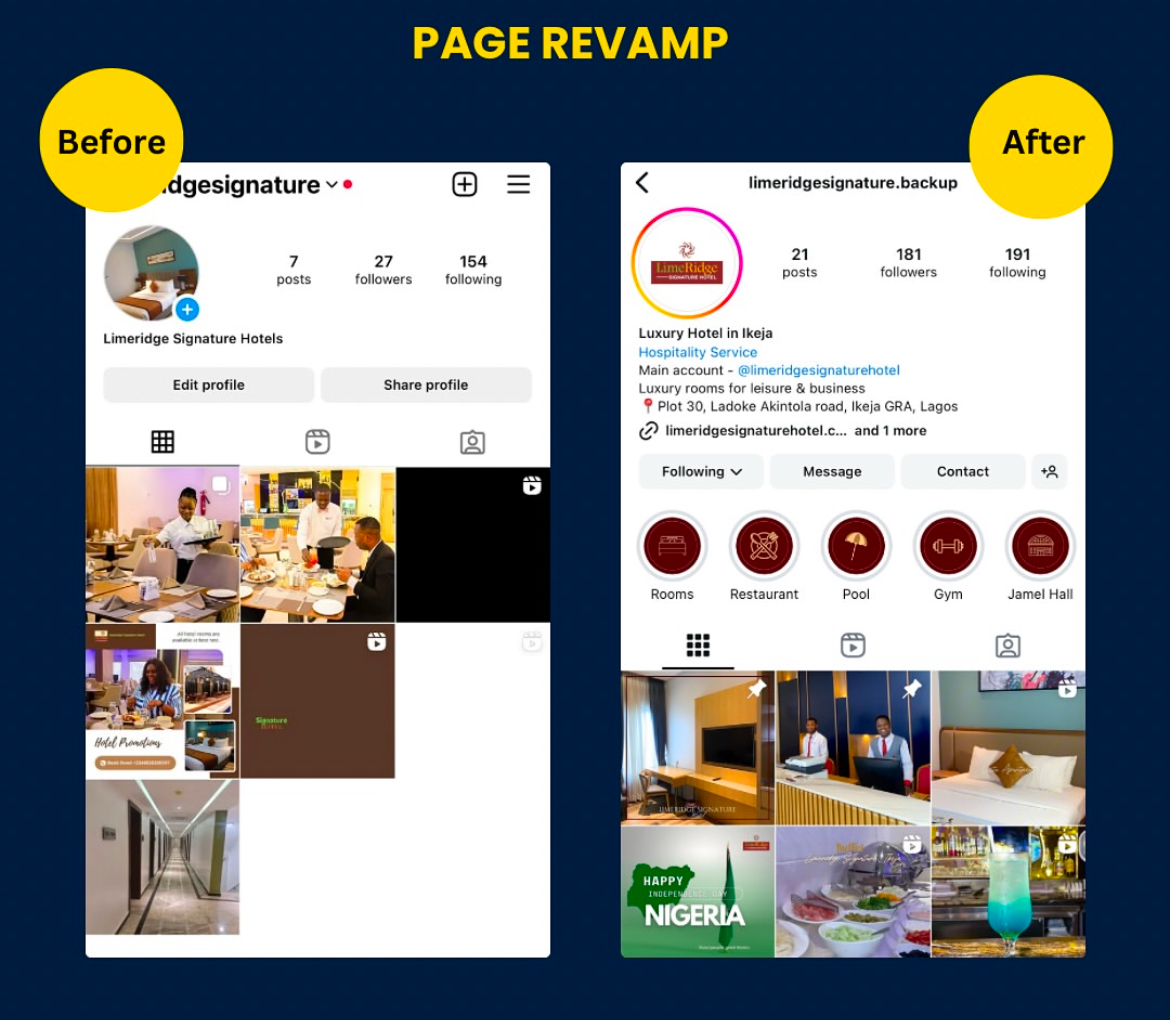 PAGE REVAMP
Before
After
dgesignature
7
posts
27
followers
154
following
Limeridge Signature Hotels
Edit profile
Share profile
All hotel rooms are
available at best rate.
Hotel Promotions
Signature
limeridgesignature.backup
LimeRidge
SIGNATURE HOTEL
21
posts
181
followers
191
following
Luxury Hotel in Ikeja
Hospitality Service
Main account - @limeridgesignaturehotel
Luxury rooms for leisure & business
Plot 30, Ladoke Akintola road, Ikeja GRA, Lagos
limeridgesignaturehotel.c... and 1 more
Following
Message
Contact
Rooms
Restaurant
Pool
Gym
Jamel Hall
LIMERIDGE SIGNATURE
HAPPY
INDEPENDENCE DAY
NIGERIA